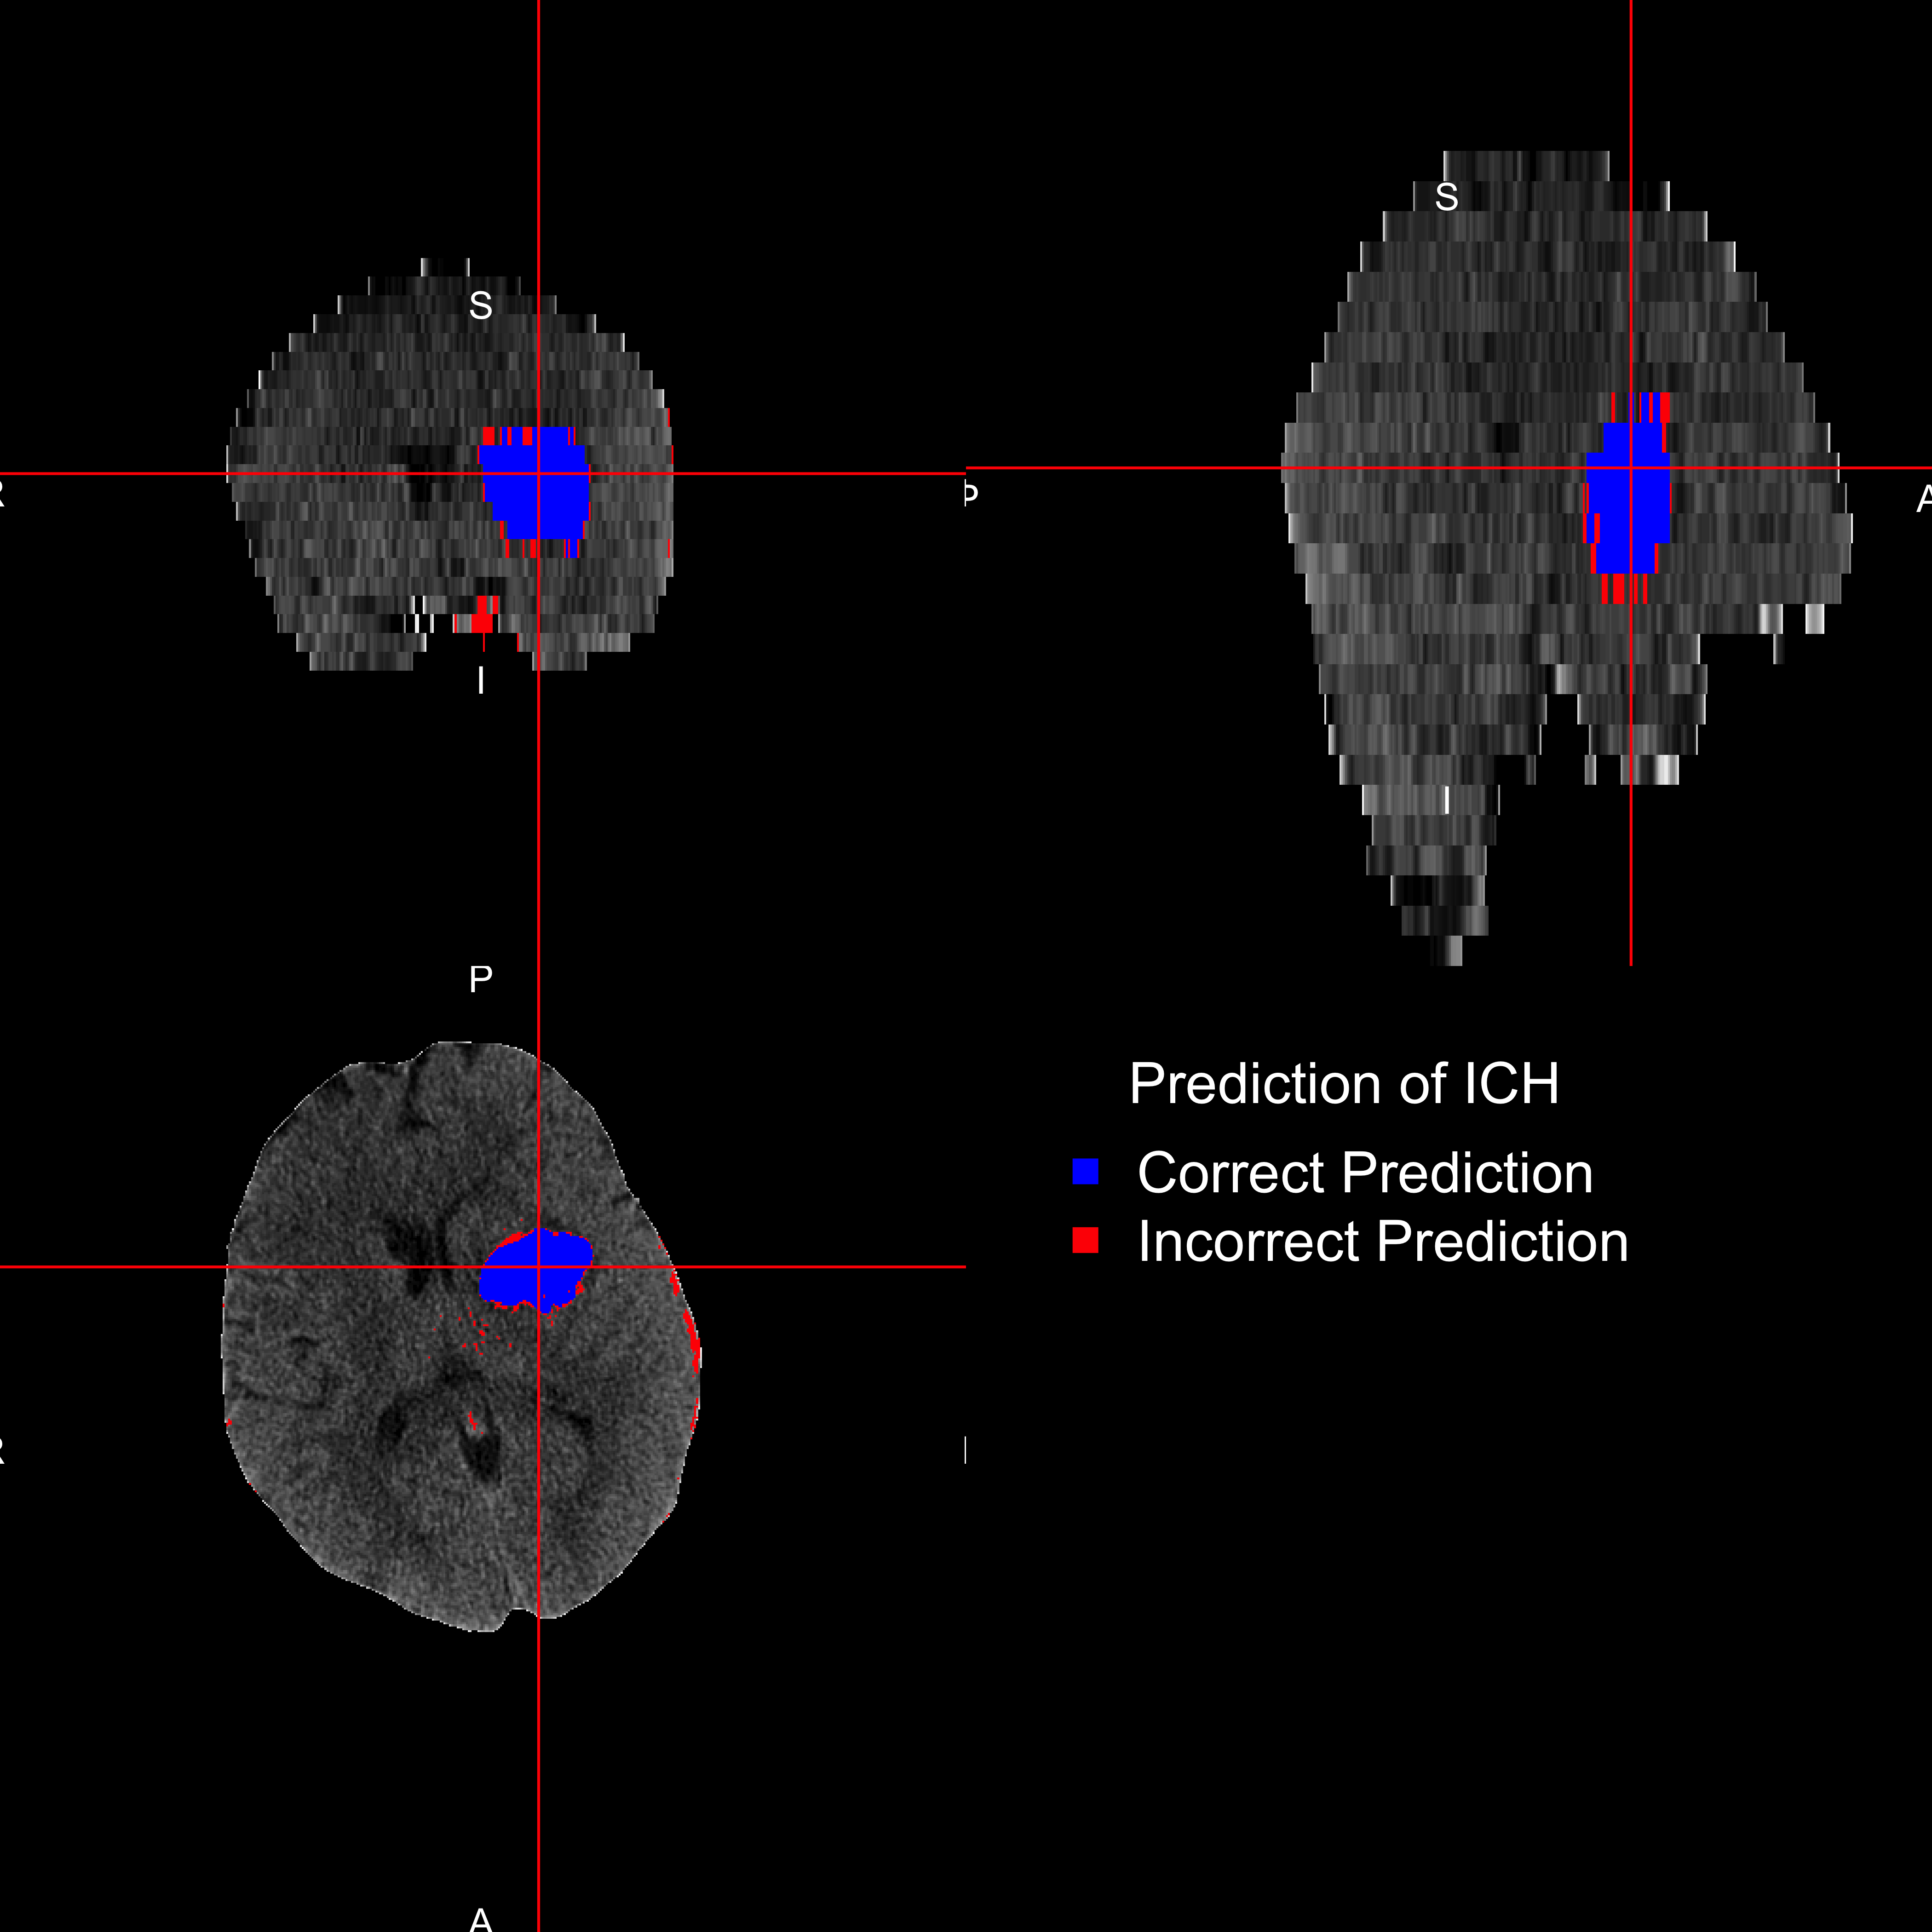 S
S
R
P
A
I
I
P
Prediction of ICH
Correct Prediction
Incorrect Prediction
R
A